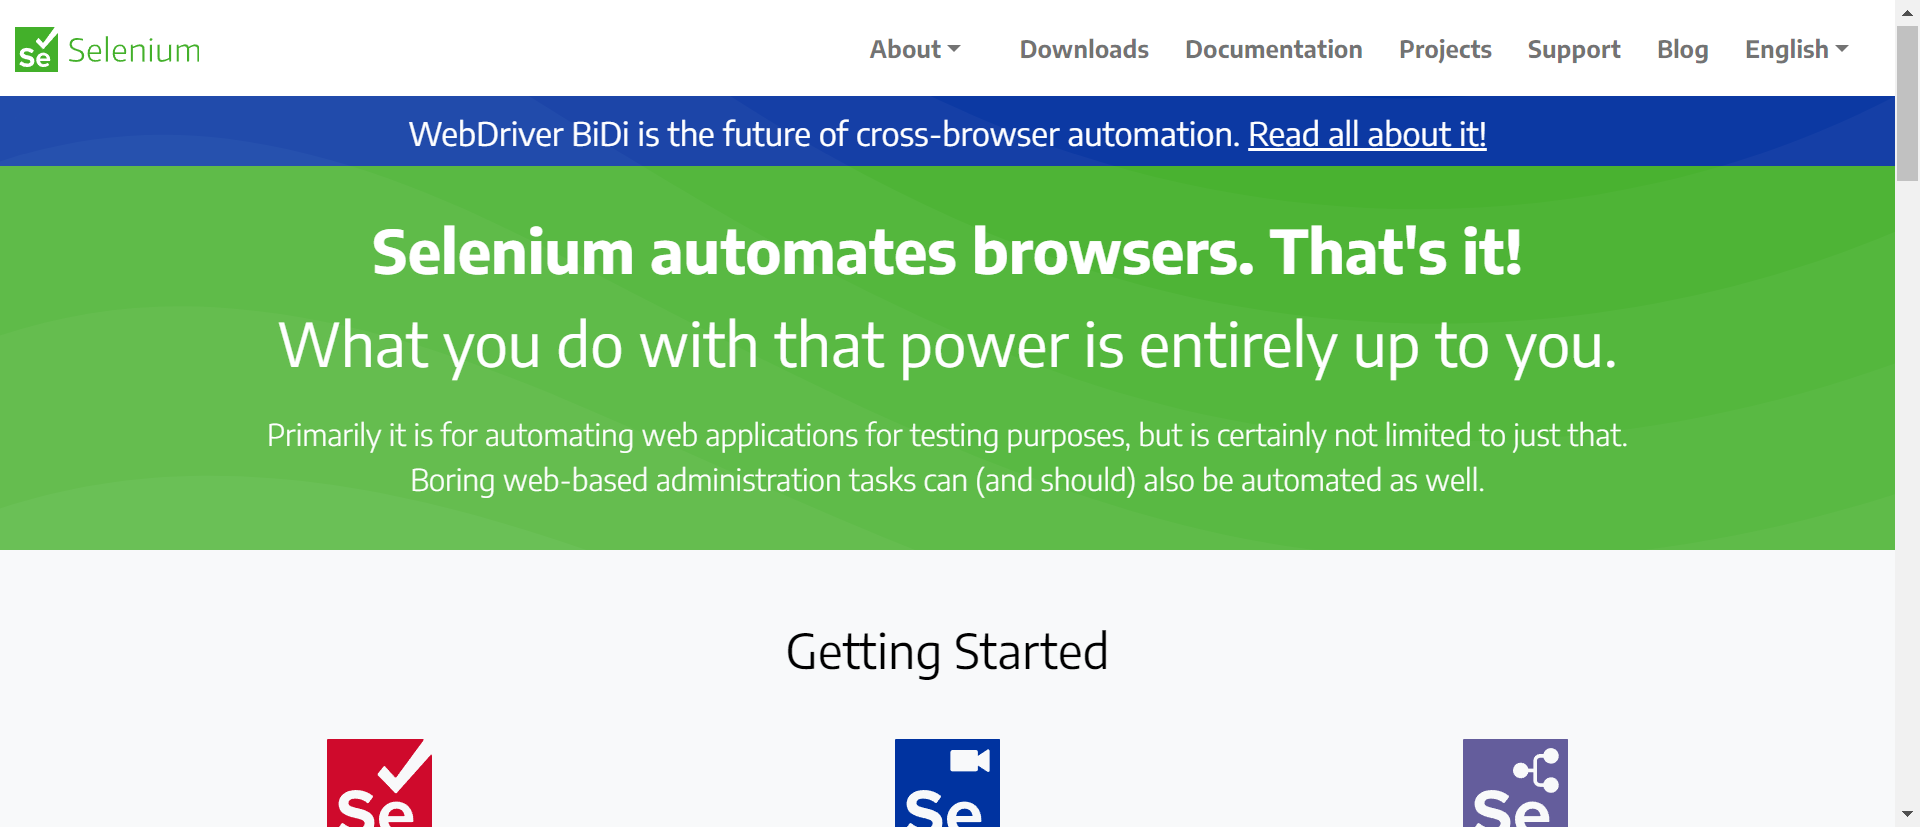 Se Selenium
About
Downloads
Documentation
Projects
Support
Blog
English
WebDriver BiDi is the future of cross-browser automation. Read all about it!
Selenium automates browsers. That's it!
What you do with that power is entirely up to you.
Primarily it is for automating web applications for testing purposes, but is certainly not limited to just that.
Boring web-based administration tasks can (and should) also be automated as well.
Getting Started
Se
Se
Se